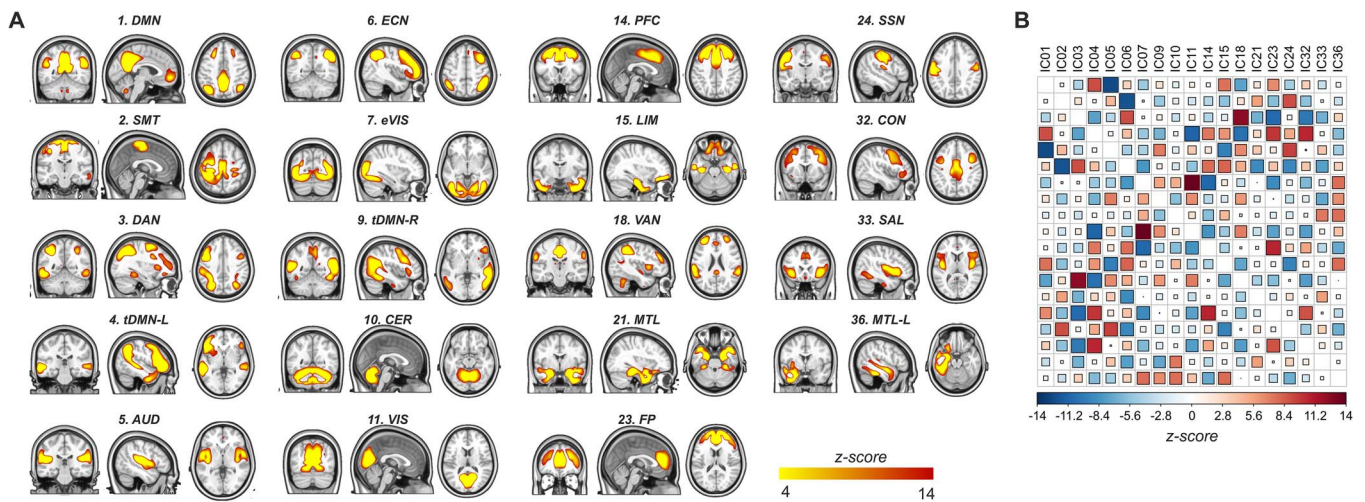 A
B
1. DMN
6. ECN
14. PFC
24. SSN
2. SMT
7. eVIS
15. LIM
32. CON
3. DAN
9. tDMN-R
18. VAN
33. SAL
4. tDMN-L
10. CER
21. MTL
36. MTL-L
5. AUD
11. VIS
23. FP
z-score
4 14
IC01
IC02
IC03
IC04
IC05
IC06
IC07
IC09
IC10
IC11
IC14
IC15
IC18
IC21
IC23
IC24
IC32
IC33
IC36
-14 -11.2 -8.4 -5.6 -2.8 0 2.8 5.6 8.4 11.2 14
z-score